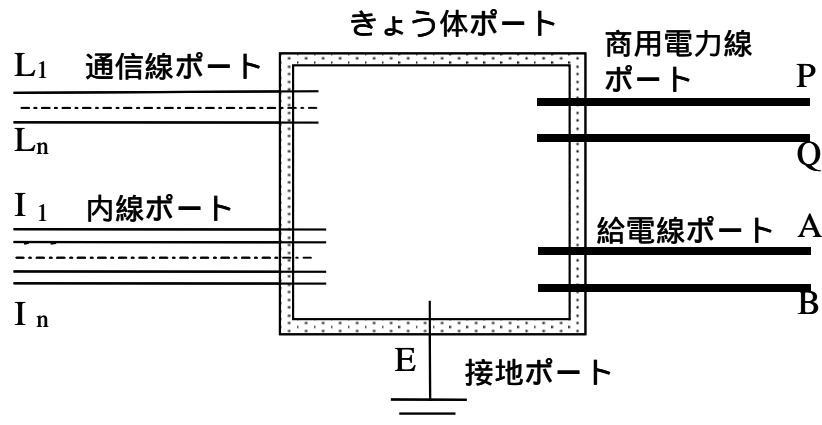 きょう体ポート
商用電力線
ポート
L1 通信線ポート
P
Ln
Q
I 1 内線ポート
給電線ポート A
I n
B
E 接地ポート